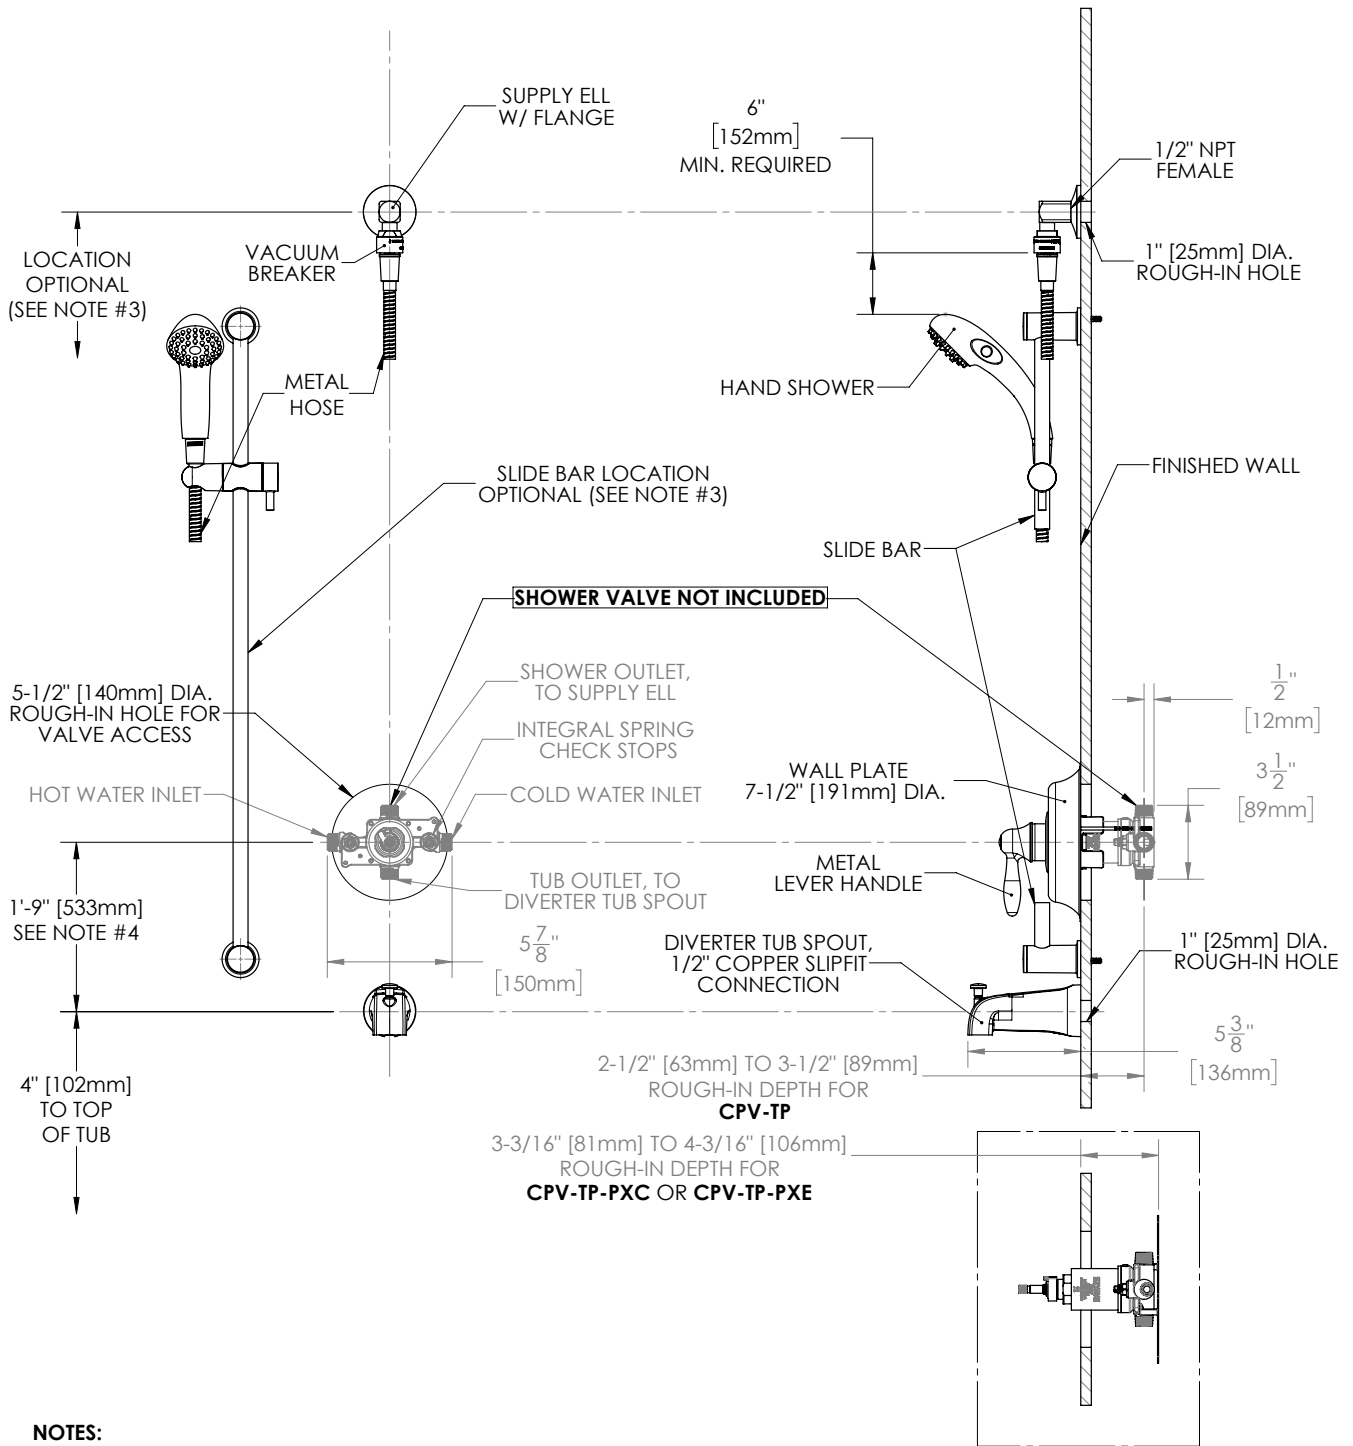 SUPPLY ELL
W/ FLANGE
6"
[152mm]
MIN. REQUIRED
1/2" NPT
FEMALE
LOCATION
OPTIONAL
(SEE NOTE #3)
VACUUM
BREAKER
1" [25mm] DIA.
ROUGH-IN HOLE
METAL
HOSE
HAND SHOWER
SLIDE BAR LOCATION
OPTIONAL (SEE NOTE #3)
FINISHED WALL
SLIDE BAR
SHOWER VALVE NOT INCLUDED
5-1/2" [140mm] DIA.
ROUGH-IN HOLE FOR
VALVE ACCESS
SHOWER OUTLET,
TO SUPPLY ELL
INTEGRAL SPRING
CHECK STOPS
1/2"
[12mm]
HOT WATER INLET
COLD WATER INLET
WALL PLATE
7-1/2" [191mm] DIA.
3 1/2"
[89mm]
METAL
LEVER HANDLE
TUB OUTLET, TO
DIVERTER TUB SPOUT
1'-9" [533mm]
SEE NOTE #4
5 7/8"
[150mm]
DIVERTER TUB SPOUT,
1/2" COPPER SLIPFIT
CONNECTION
1" [25mm] DIA.
ROUGH-IN HOLE
5 3/8"
[136mm]
4" [102mm]
TO TOP
OF TUB
2-1/2" [63mm] TO 3-1/2" [89mm]
ROUGH-IN DEPTH FOR
CPV-TP
3-3/16" [81mm] TO 4-3/16" [106mm]
ROUGH-IN DEPTH FOR
CPV-TP-PXC OR CPV-TP-PXE
NOTES: